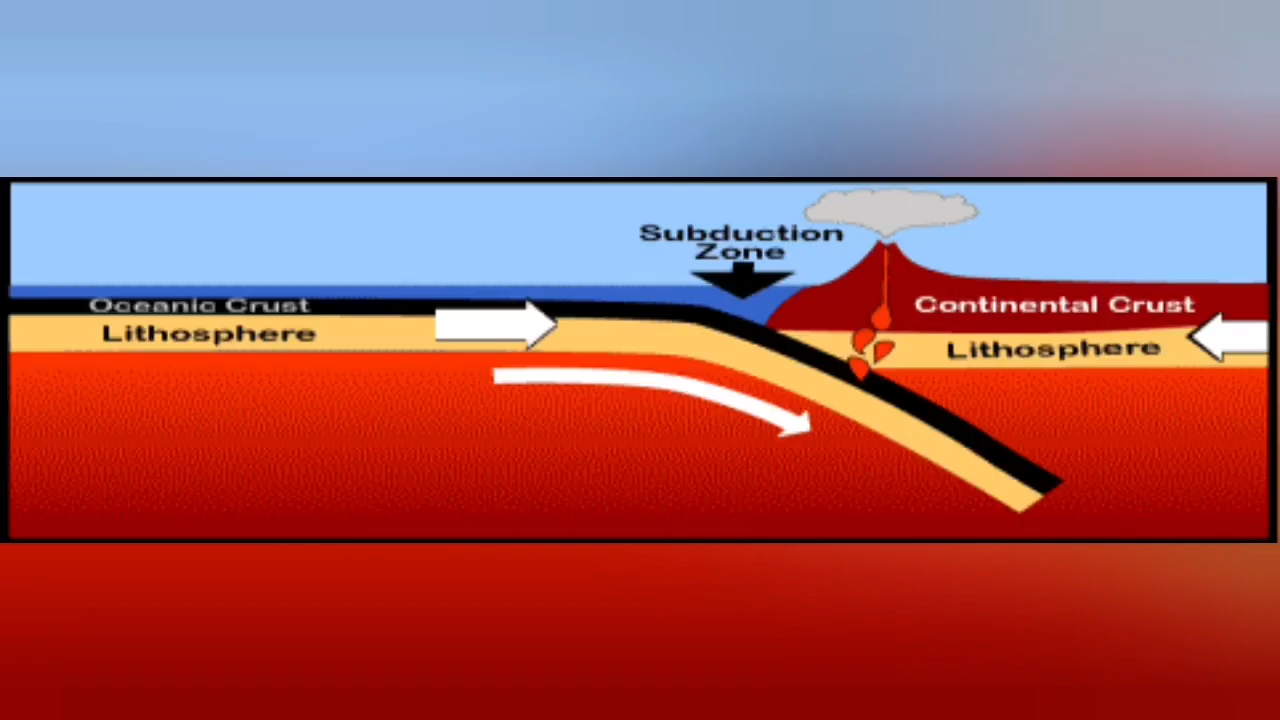 Subduction
Zone
Oceanic Crust
Continental Crust
Lithosphere
Lithosphere